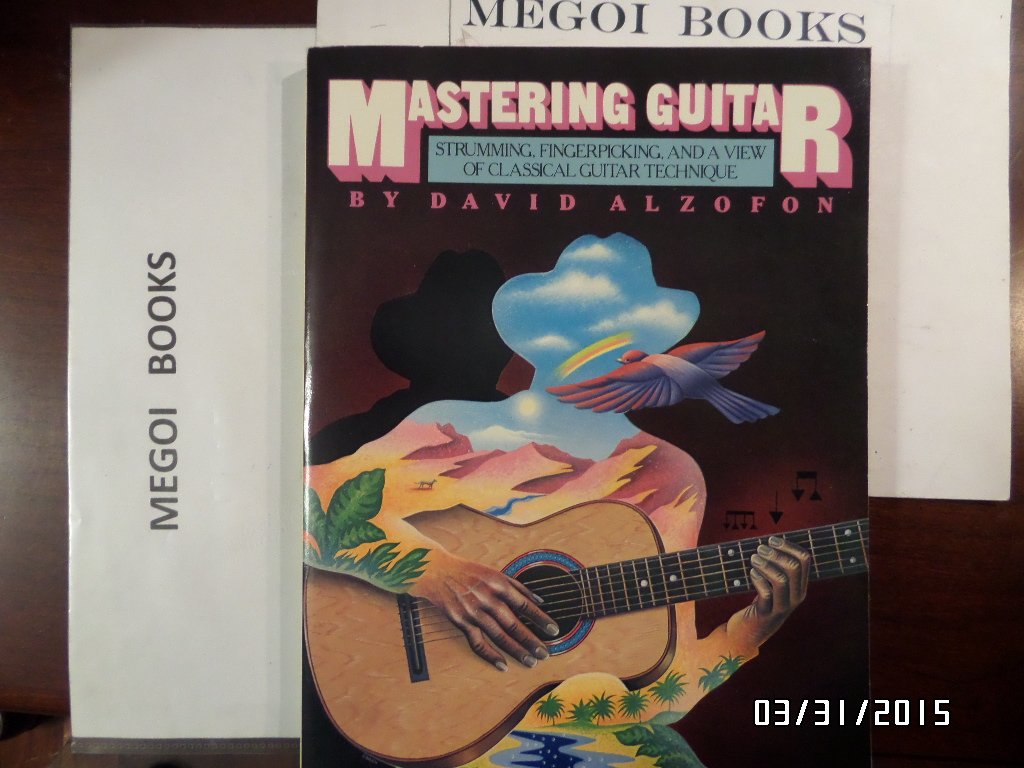 MEGOI BOOKS
MASTERING GUITAR
STRUMMING, FINGERPICKING, AND A VIEW
OF CLASSICAL GUITAR TECHNIQUE
BY DAVID ALZOFON
MEGOI BOOKS
03/31/2015